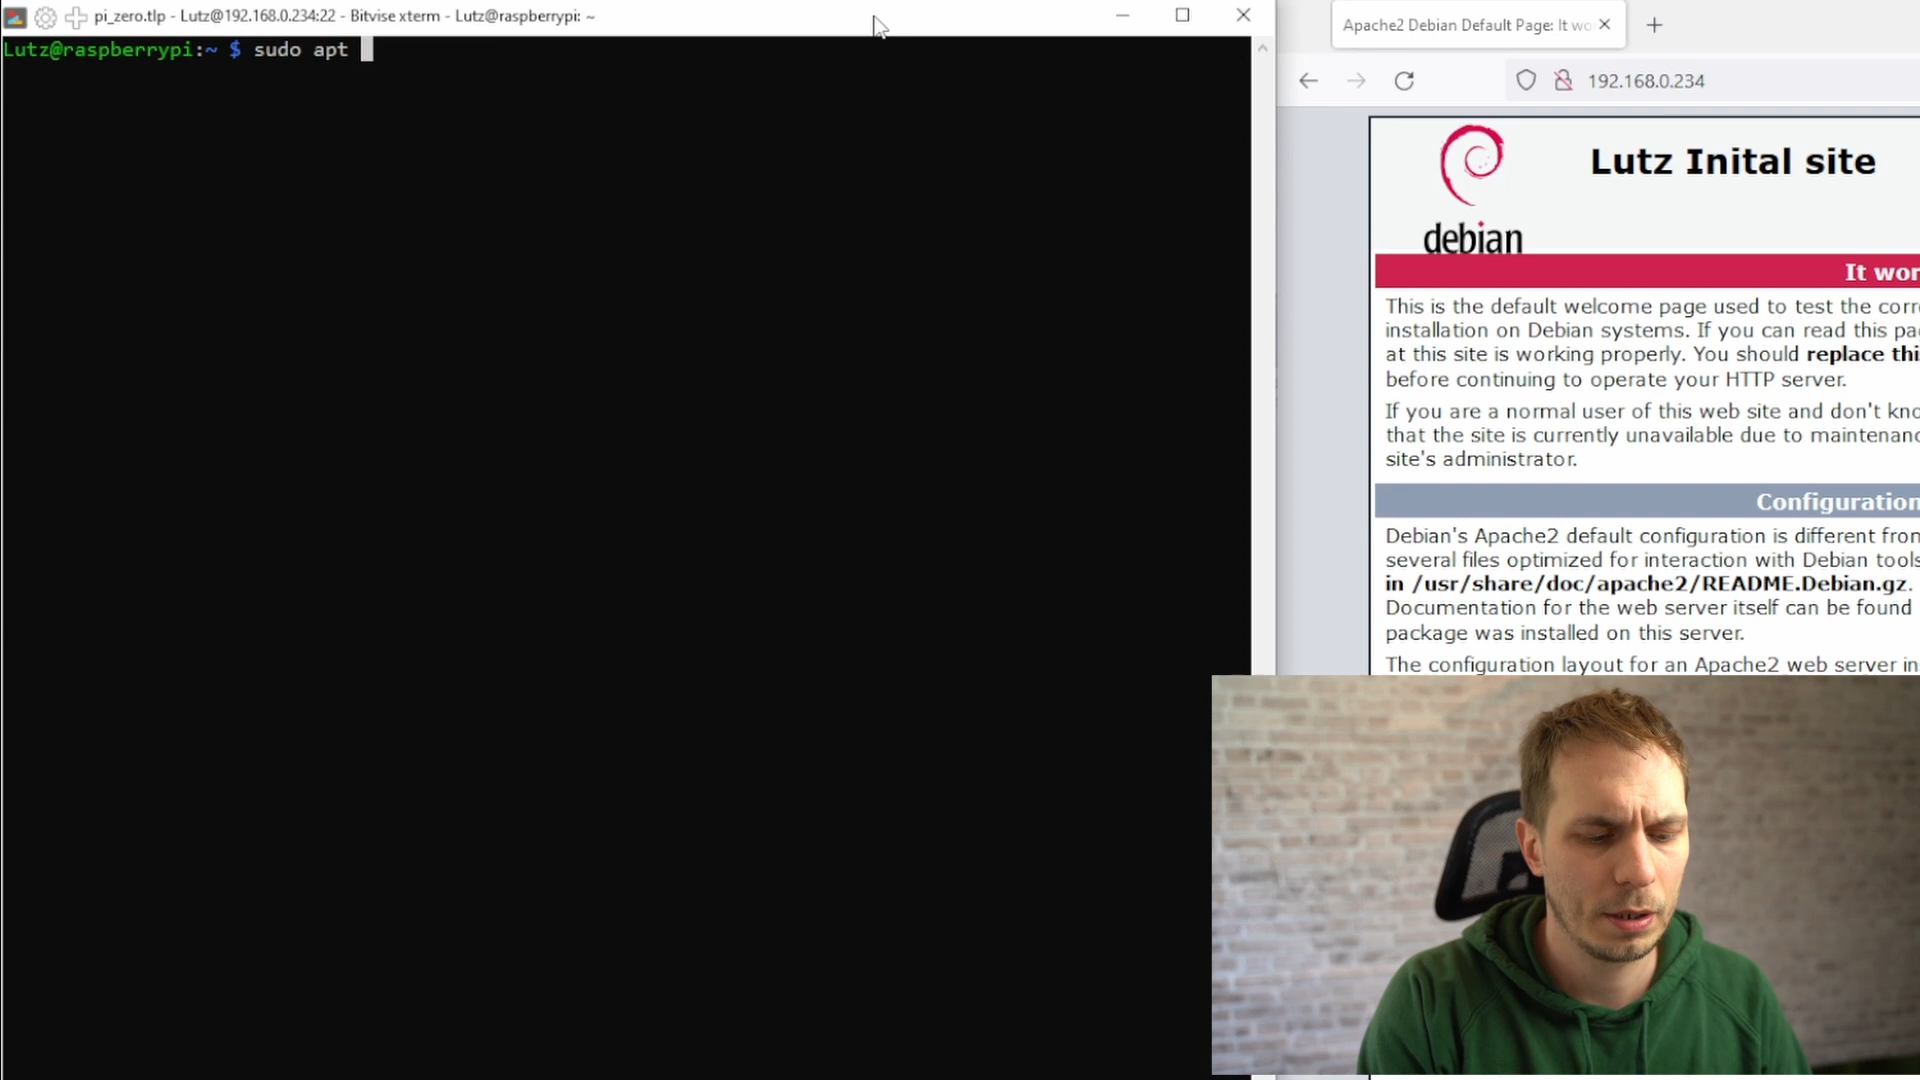 pi_zero.tlp - Lutz@192.168.0.234:22 - Bitvise xterm - Lutz@raspberrypi: ~
Lutz@raspberrypi:~ $ sudo apt
Apache2 Debian Default Page: It wo
192.168.0.234
debian
Lutz Inital site
It wor
This is the default welcome page used to test the corre
installation on Debian systems. If you can read this pa
at this site is working properly. You should replace this
before continuing to operate your HTTP server.
If you are a normal user of this web site and don't kno
that the site is currently unavailable due to maintenanc
site's administrator.
Configuration
Debian's Apache2 default configuration is different from
several files optimized for interaction with Debian tools
in /usr/share/doc/apache2/README.Debian.gz.
Documentation for the web server itself can be found
package was installed on this server.
The configuration layout for an Apache2 web server in